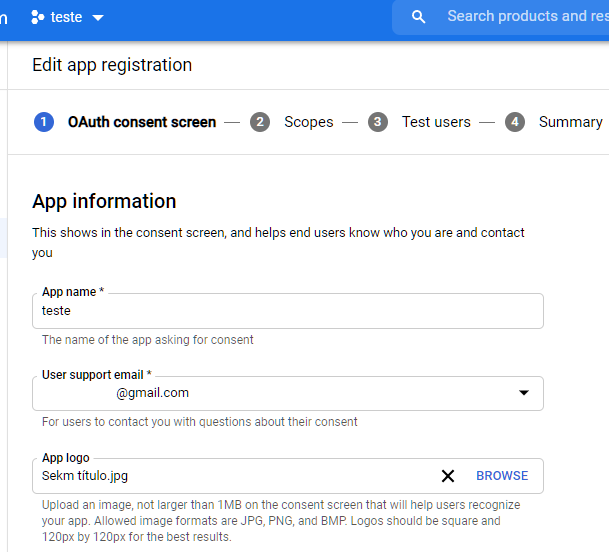 teste
Search products and res
Edit app registration
1 OAuth consent screen — 2 Scopes — 3 Test users — 4 Summary
App information
This shows in the consent screen, and helps end users know who you are and contact
you
App name *
teste
The name of the app asking for consent
User support email *
@gmail.com
For users to contact you with questions about their consent
App logo
Sekm título.jpg
BROWSE
Upload an image, not larger than 1MB on the consent screen that will help users recognize
your app. Allowed image formats are JPG, PNG, and BMP. Logos should be square and
120px by 120px for the best results.